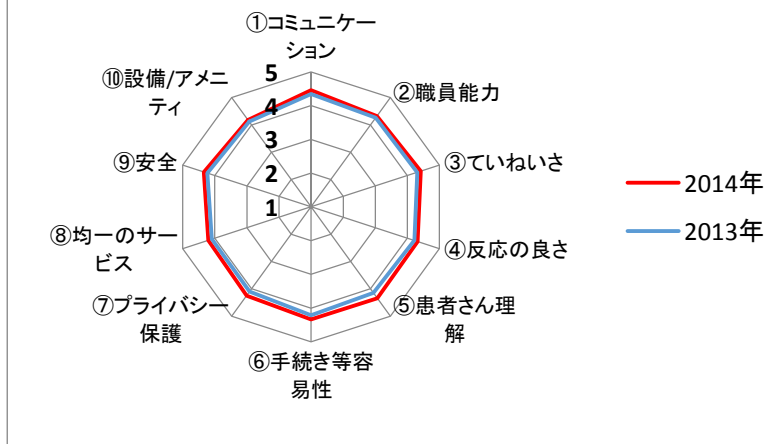 ①コミュニケー
ション
②職員能力
③ていねいさ
④反応の良さ
⑤患者さん理
解
⑥手続き等容
易性
⑦プライバシー
保護
⑧均一のサー
ビス
⑨安全
⑩設備/アメニ
ティ
5
4
3
2
1
2014年
2013年